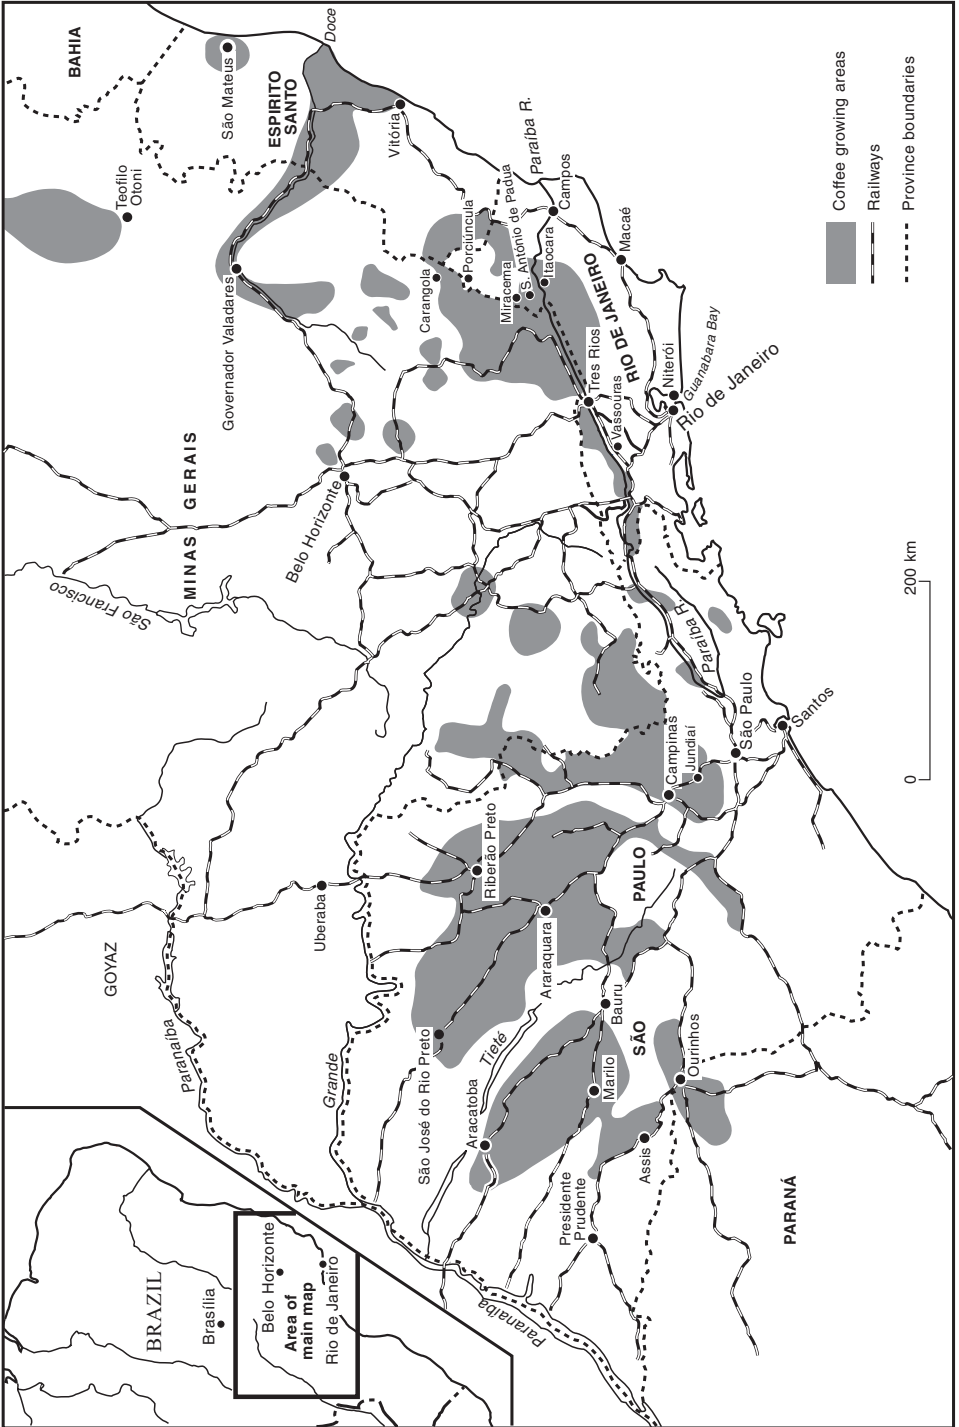 BRAZIL
Brasília
Belo Horizonte
Area of
main map
Rio de Janeiro
Paranaíba
GOYAZ
Paranaíba
Grande
Uberaba
São Francisco
MINAS GERAIS
Belo Horizonte
Governador Valadares
Teofilo
Otoni
BAHIA
São Mateus
ESPIRITO
SANTO
Doce
Vitória
Carangola
Porciúncula
Miracema
S. António de Padua
Itaocara
Paraíba R.
Campos
Macaé
RIO DE JANEIRO
Tres Rios
Vassouras
Niterói
Guanabara Bay
Rio de Janeiro
Paraíba R.
São José do Rio Preto
Riberão Preto
Araraquara
Tieté
Aracatoba
Bauru
Marilo
SÃO
PAULO
Campinas
Jundiaí
São Paulo
Santos
Presidente
Prudente
Assis
Ourinhos
PARANÁ
0
200 km
Coffee growing areas
Railways
Province boundaries